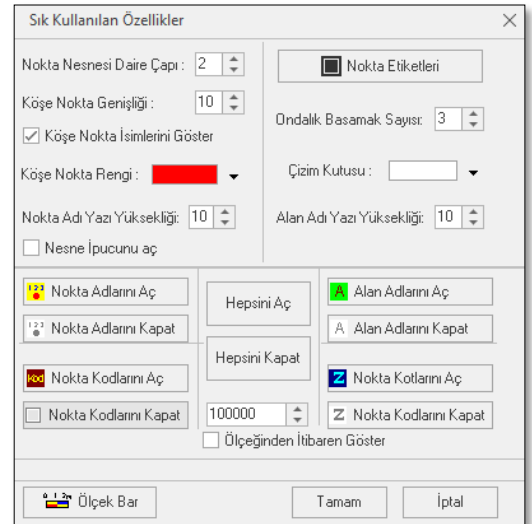 Sık Kullanılan Özellikler
Nokta Nesnesi Daire Çapı : 2
Nokta Etiketleri
Köşe Nokta Genişliği : 10
Ondalık Basamak Sayısı: 3
Köşe Nokta İsimlerini Göster
Köşe Nokta Rengi :
Çizim Kutusu :
Nokta Adı Yazı Yüksekliği: 10
Alan Adı Yazı Yüksekliği: 10
Nesne İpucunu aç
123 Nokta Adlarını Aç
Hepsini Aç
A Alan Adlarını Aç
123 Nokta Adlarını Kapat
A Alan Adlarını Kapat
Hepsini Kapat
Kod Nokta Kodlarını Aç
Z Nokta Kotlarını Aç
Nokta Kodlarını Kapat
100000
Z Nokta Kodlarını Kapat
Ölçeğinden İtibaren Göster
Ölçek Bar
Tamam
İptal